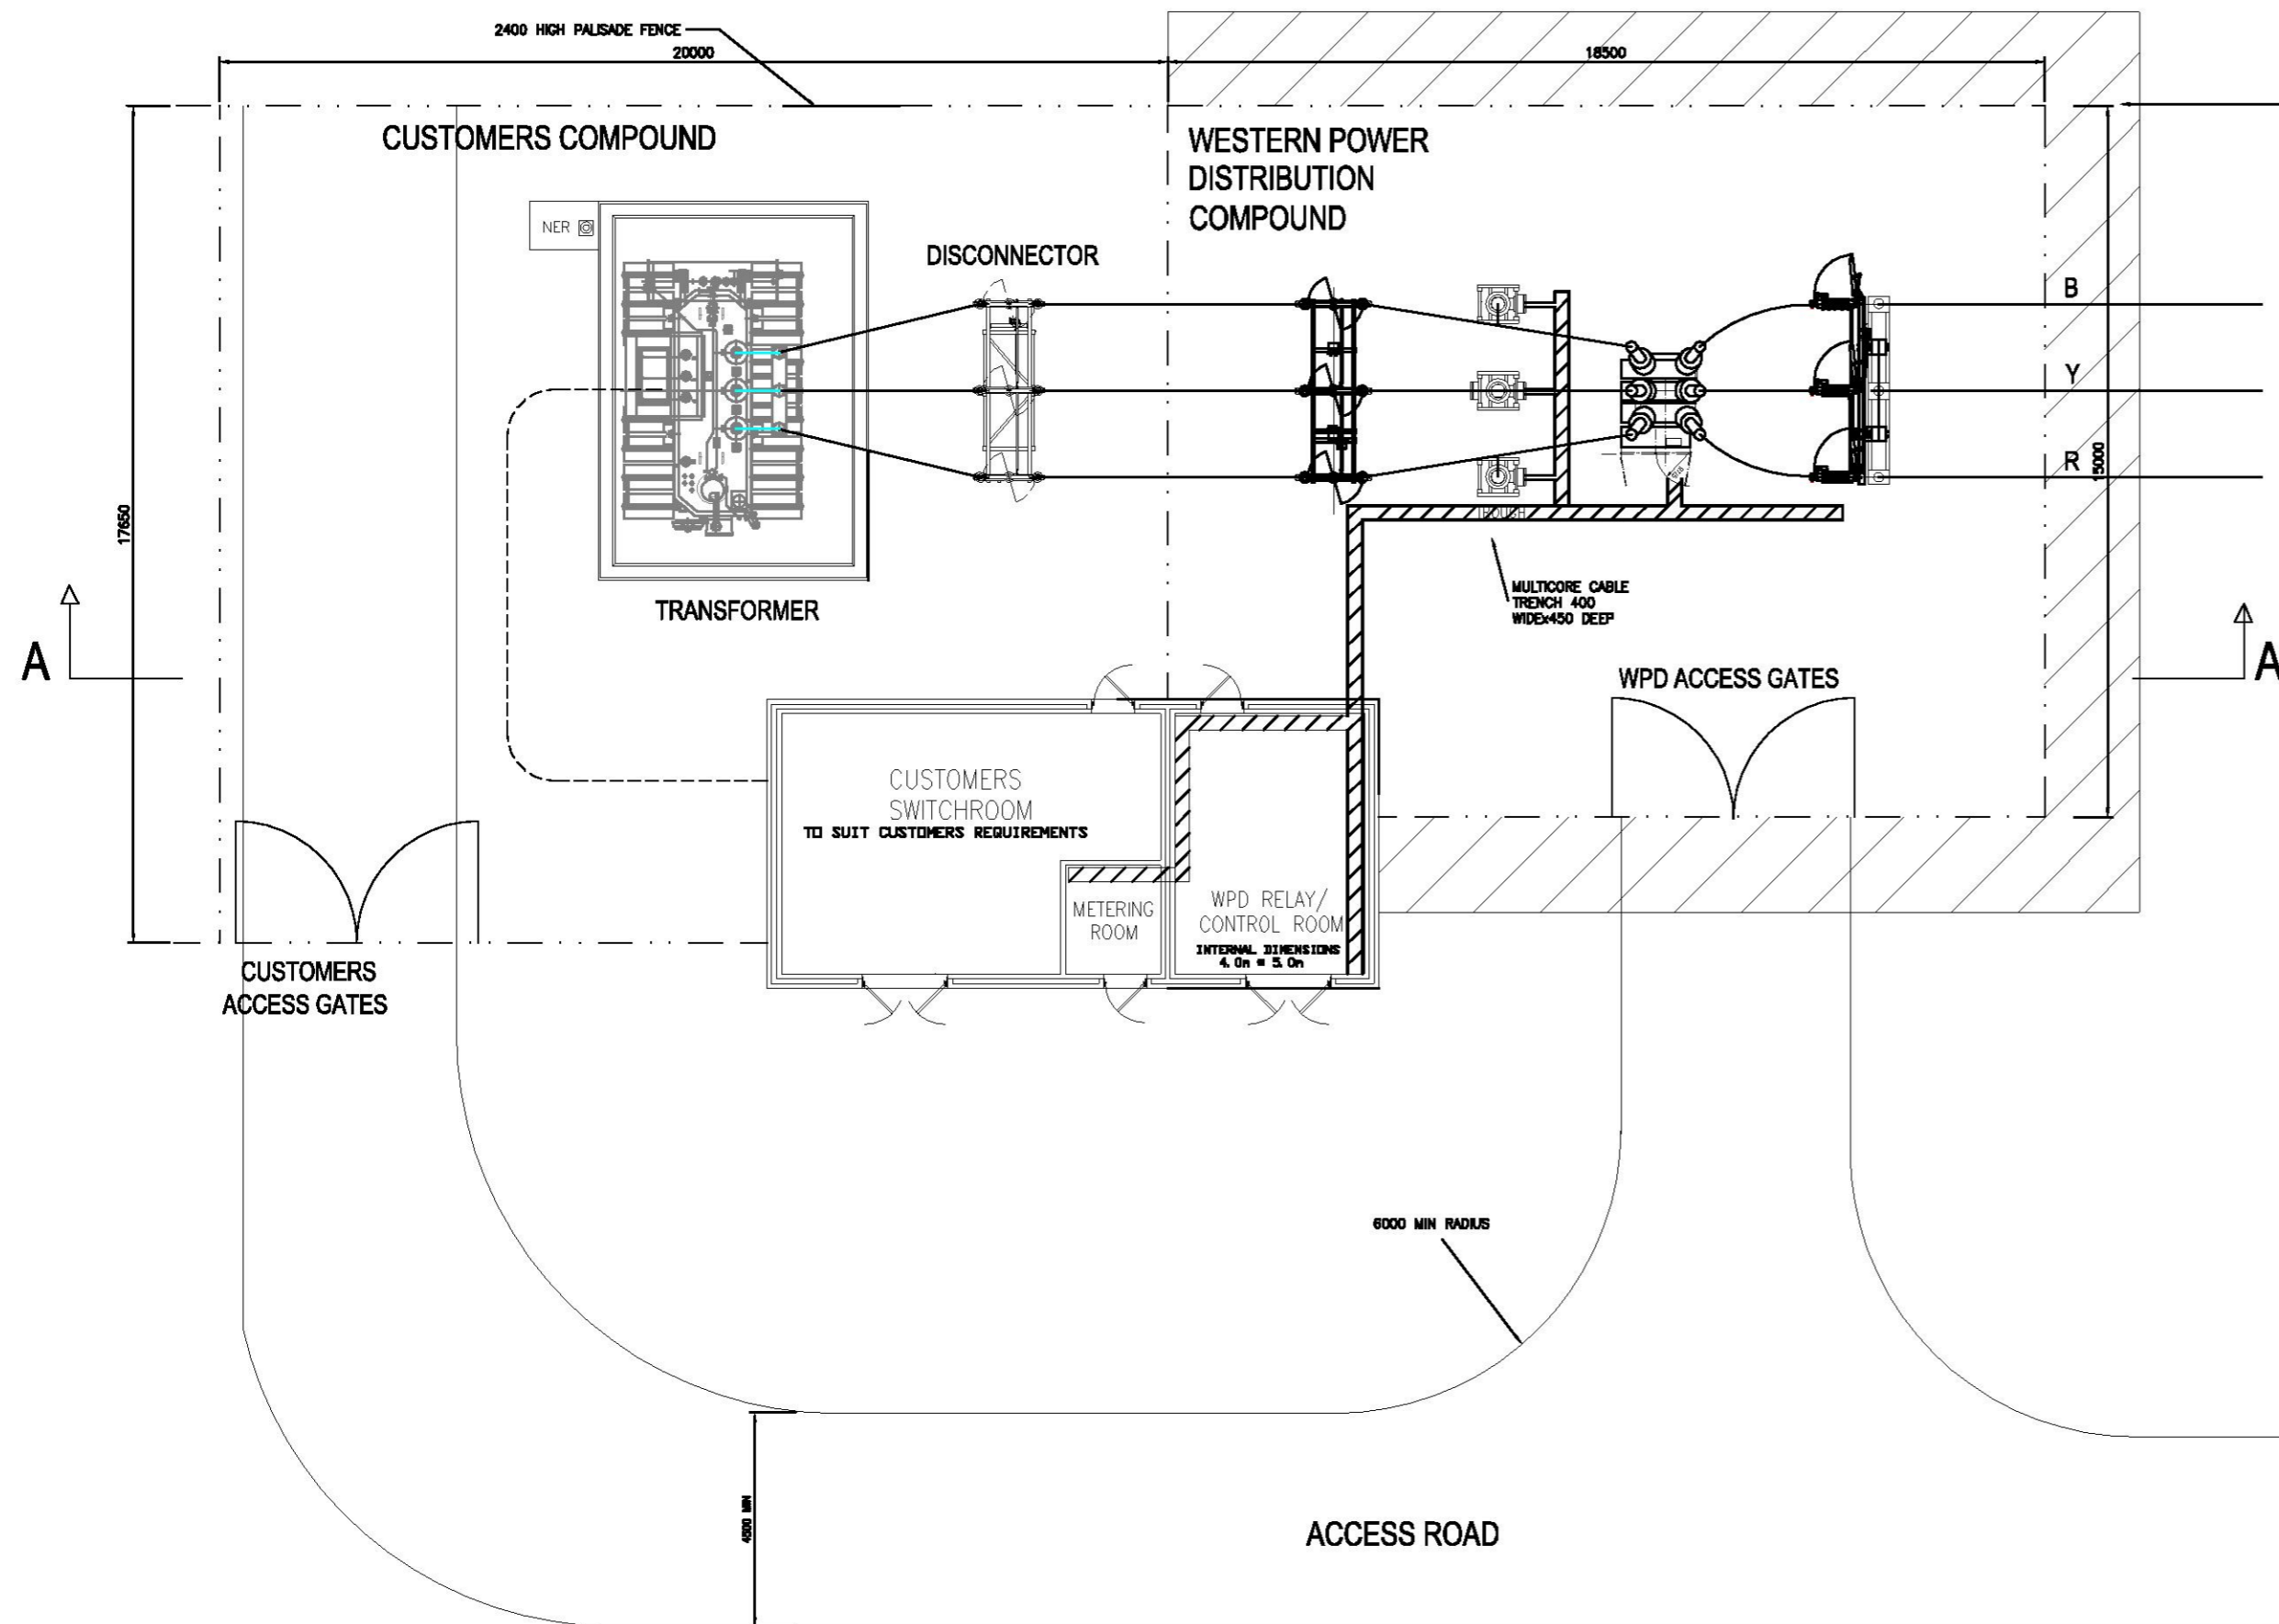 2400 HIGH PALISADE FENCE
20000
18500
CUSTOMERS COMPOUND
WESTERN POWER
DISTRIBUTION
COMPOUND
NER
DISCONNECTOR
B
Y
R
15000
17650
TROUGH
MULTICORE CABLE
TRENCH 400
WIDEx450 DEEP
TRANSFORMER
A
A
WPD ACCESS GATES
CUSTOMERS
SWITCHROOM
TO SUIT CUSTOMERS REQUIREMENTS
METERING
ROOM
WPD RELAY/
CONTROL ROOM
INTERNAL DIMENSIONS
4.0m * 5.0m
CUSTOMERS
ACCESS GATES
6000 MIN RADIUS
4500 MIN
ACCESS ROAD